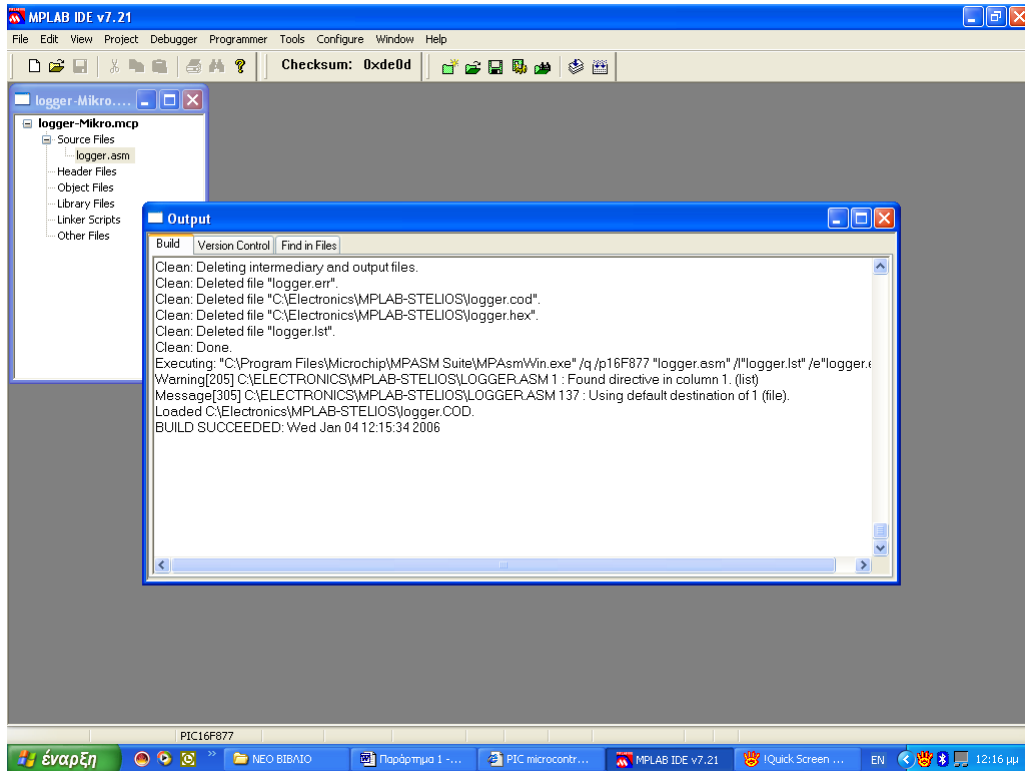 MPLAB IDE v7.21
File Edit View Project Debugger Programmer Tools Configure Window Help
Checksum: 0xde0d
logger-Mikro....
logger-Mikro.mcp
Source Files
logger.asm
Header Files
Object Files
Library Files
Linker Scripts
Other Files
Output
Build Version Control Find in Files
Clean: Deleting intermediary and output files.
Clean: Deleted file "logger.err".
Clean: Deleted file "C:\Electronics\MPLAB-STELIOS\logger.cod".
Clean: Deleted file "C:\Electronics\MPLAB-STELIOS\logger.hex".
Clean: Deleted file "logger.lst".
Clean: Done.
Executing: "C:\Program Files\Microchip\MPASM Suite\MPAsmWin.exe" /q /p16F877 "logger.asm" /l"logger.lst" /e"logger.e
Warning[205] C:\ELECTRONICS\MPLAB-STELIOS\LOGGER.ASM 1 : Found directive in column 1. (list)
Message[305] C:\ELECTRONICS\MPLAB-STELIOS\LOGGER.ASM 137 : Using default destination of 1 (file).
Loaded C:\Electronics\MPLAB-STELIOS\logger.COD.
BUILD SUCCEEDED: Wed Jan 04 12:15:34 2006
PIC16F877
έναρξη
ΝΕΟ ΒΙΒΛΙΟ
Παράρτημα 1 -...
PIC microcontr...
MPLAB IDE v7.21
!Quick Screen ...
EN
12:16 μμ